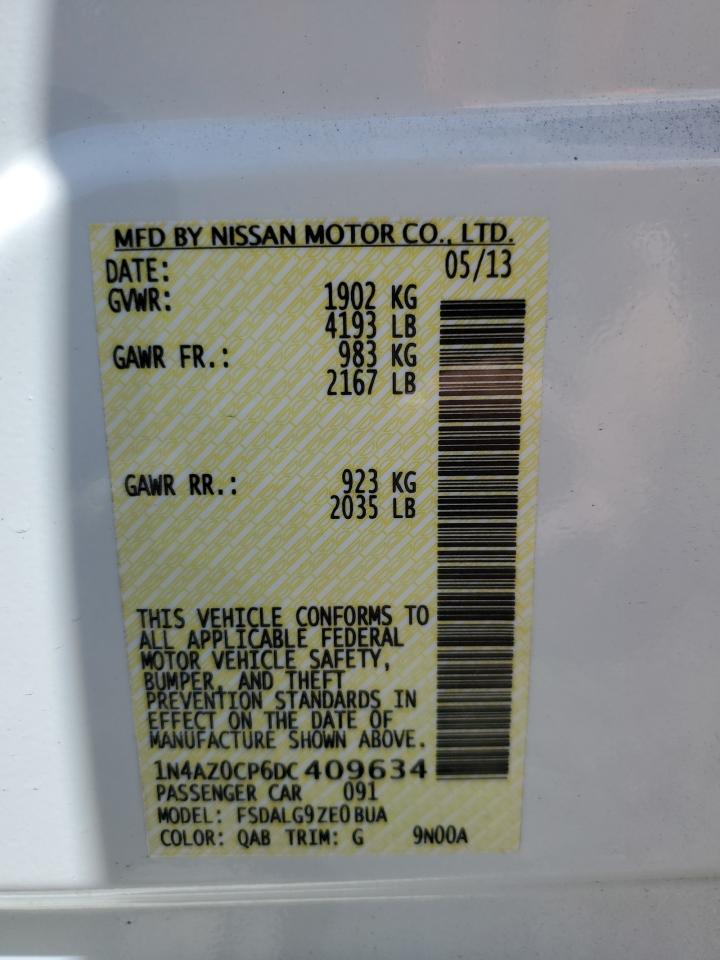 MFD BY NISSAN MOTOR CO., LTD.
DATE: 05/13
GVWR: 1902 KG
4193 LB
GAWR FR.: 983 KG
2167 LB
GAWR RR.: 923 KG
2035 LB
THIS VEHICLE CONFORMS TO
ALL APPLICABLE FEDERAL
MOTOR VEHICLE SAFETY,
BUMPER, AND THEFT
PREVENTION STANDARDS IN
EFFECT ON THE DATE OF
MANUFACTURE SHOWN ABOVE.
1N4AZ0CP6DC409634
PASSENGER CAR 091
MODEL: FSDALG9ZE0BUA
COLOR: QAB TRIM: G 9N00A